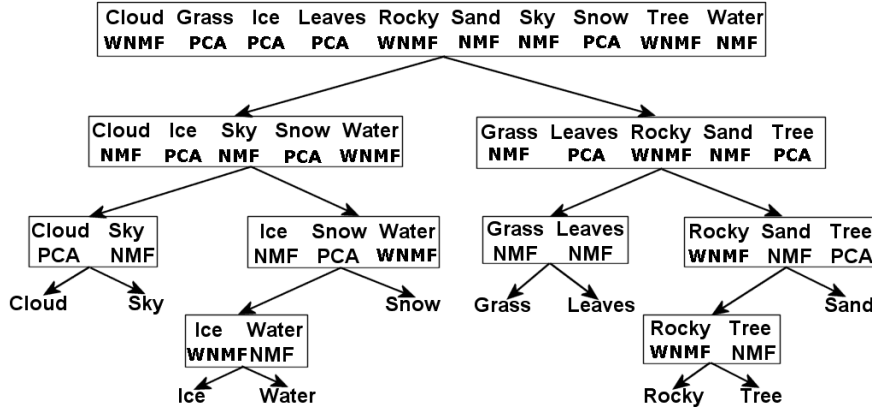 Cloud Grass Ice Leaves Rocky Sand Sky Snow Tree Water
WNMF PCA PCA PCA WNMF NMF NMF PCA WNMF NMF
Cloud Ice Sky Snow Water
NMF PCA NMF PCA WNMF
Grass Leaves Rocky Sand Tree
NMF PCA WNMF NMF PCA
Cloud Sky
PCA NMF
Ice Snow Water
NMF PCA WNMF
Grass Leaves
NMF NMF
Rocky Sand Tree
WNMF NMF PCA
Cloud Sky
Snow
Grass Leaves
Sand
Ice Water
WNMF NMF
Rocky Tree
WNMF NMF
Ice Water
Rocky Tree